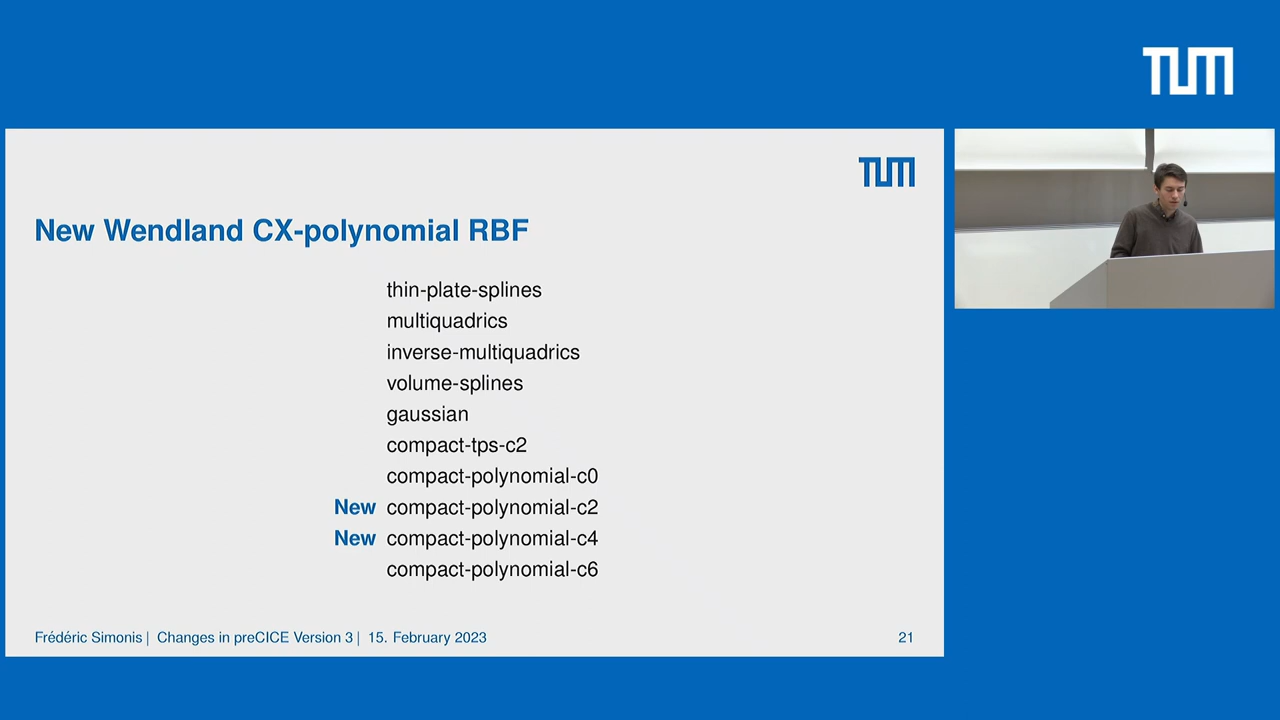 TUM
TUM
New Wendland CX-polynomial RBF
thin-plate-splines
multiquadrics
inverse-multiquadrics
volume-splines
gaussian
compact-tps-c2
compact-polynomial-c0
New compact-polynomial-c2
New compact-polynomial-c4
compact-polynomial-c6
Frédéric Simonis | Changes in preCICE Version 3 | 15. February 2023
21